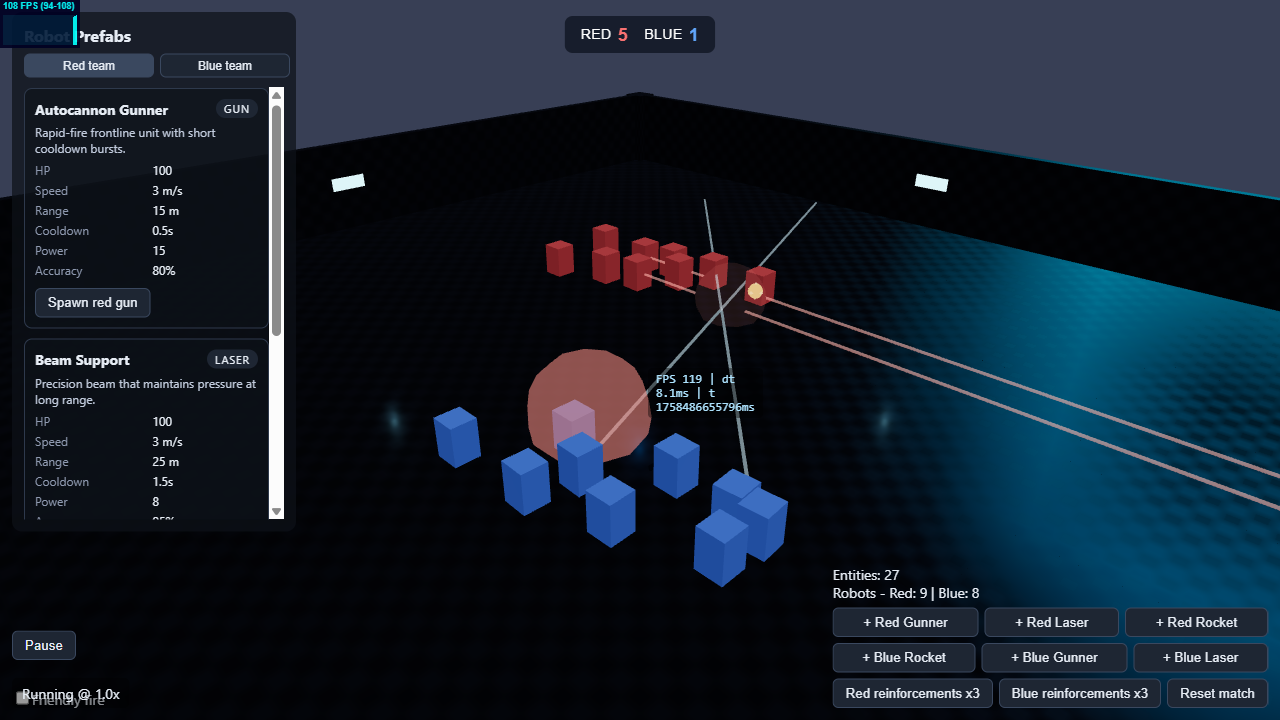 108 FPS (94-108)
Robot Prefabs
RED 5 BLUE 1
Red team
Blue team
Autocannon Gunner
GUN
Rapid-fire frontline unit with short
cooldown bursts.
HP 100
Speed 3 m/s
Range 15 m
Cooldown 0.5s
Power 15
Accuracy 80%
Spawn red gun
Beam Support
LASER
Precision beam that maintains pressure at
long range.
HP 100
Speed 3 m/s
Range 25 m
Cooldown 1.5s
Power 8
FPS 119 | dt
8.1ms | t
1758486655796ms
Pause
Running @ 1.0x
Friendly fire
Entities: 27
Robots - Red: 9 | Blue: 8
+ Red Gunner
+ Red Laser
+ Red Rocket
+ Blue Rocket
+ Blue Gunner
+ Blue Laser
Red reinforcements x3
Blue reinforcements x3
Reset match